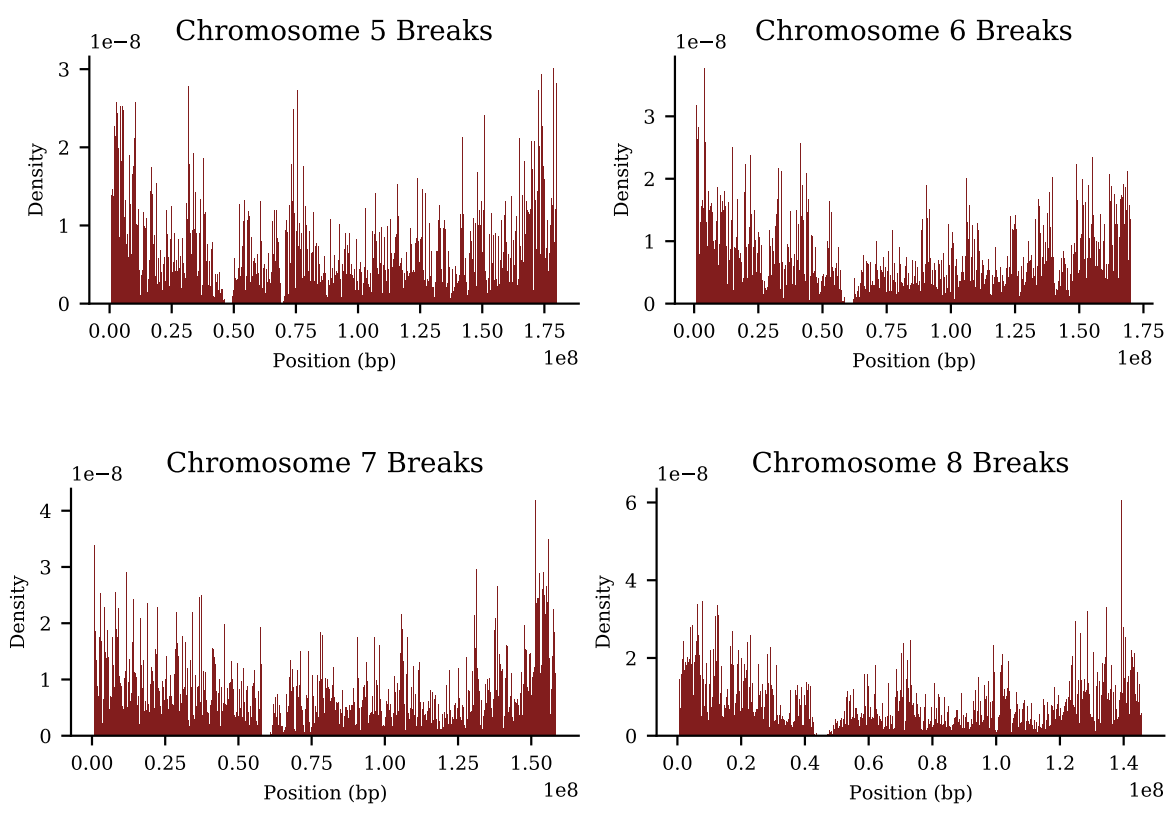 Chromosome 5 Breaks
1e−8
3
2
1
0
Density
0.00 0.25 0.50 0.75 1.00 1.25 1.50 1.75
Position (bp)
1e8
Chromosome 6 Breaks
1e−8
3
2
1
0
Density
0.00 0.25 0.50 0.75 1.00 1.25 1.50 1.75
Position (bp)
1e8
Chromosome 7 Breaks
1e−8
4
3
2
1
0
Density
0.00 0.25 0.50 0.75 1.00 1.25 1.50
Position (bp)
1e8
Chromosome 8 Breaks
1e−8
6
4
2
0
Density
0.0 0.2 0.4 0.6 0.8 1.0 1.2 1.4
Position (bp)
1e8